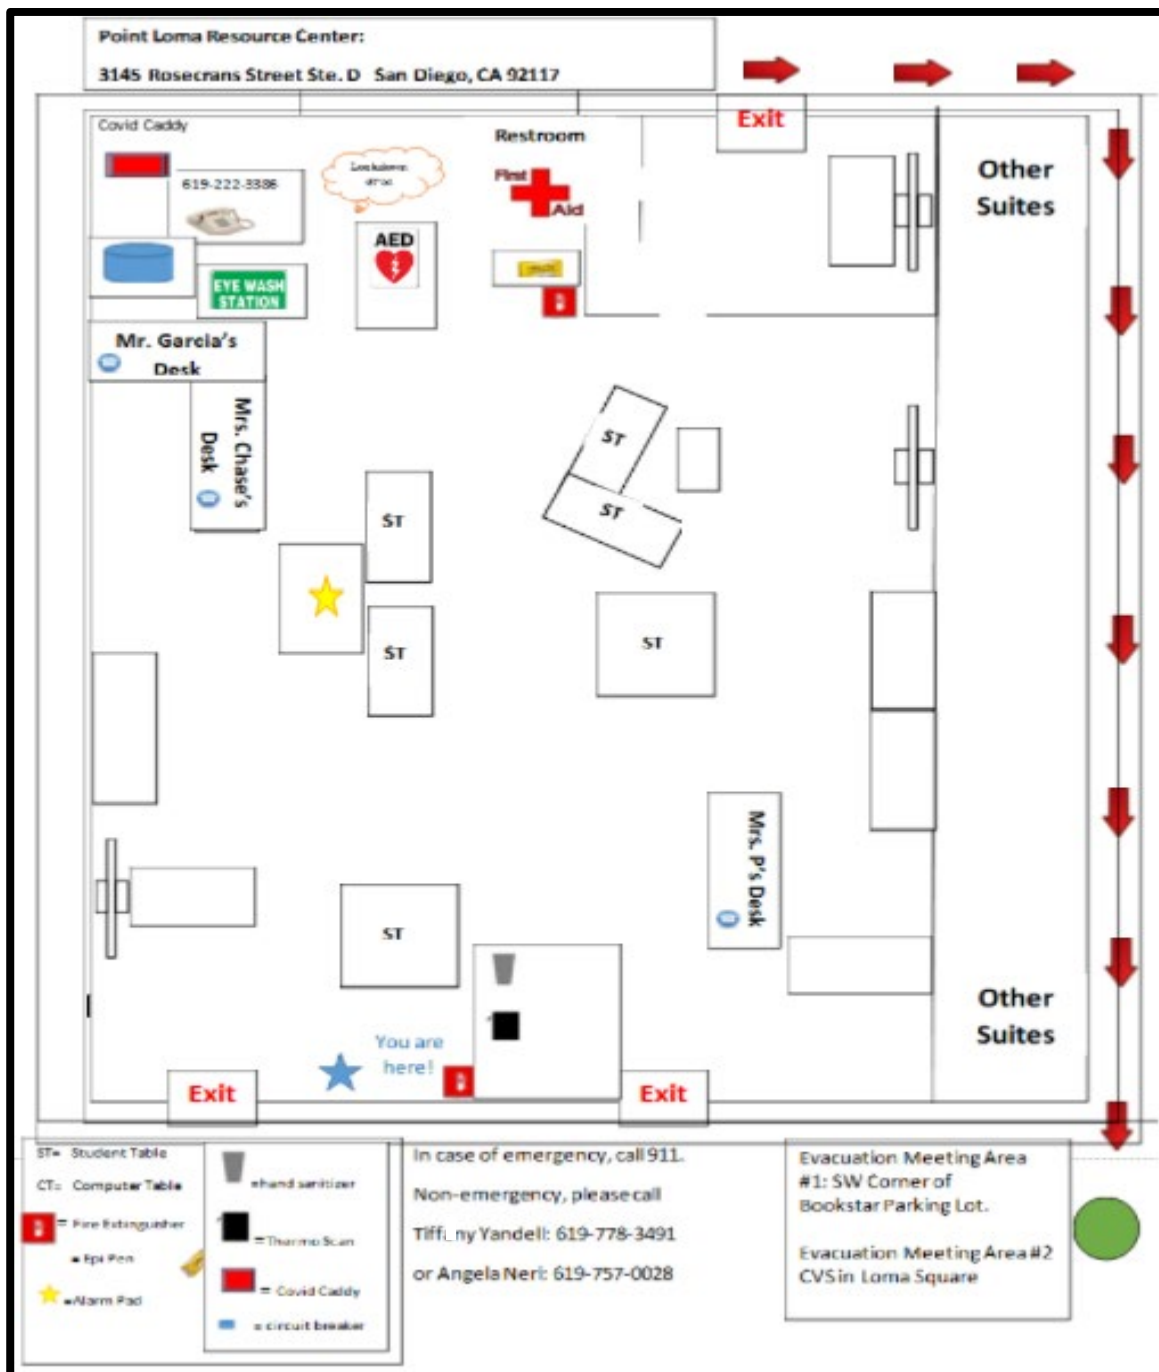 Point Loma Resource Center:
3145 Rosecrans Street Ste. D San Diego, CA 92117
Exit
Covid Caddy
Restroom
Other
Suites
619-222-3386
First
Aid
AED
EYE WASH
STATION
Mr. Garcia's
Desk
Mrs. Chase's
Desk
ST
ST
ST
ST
ST
Mrs. P's Desk
ST
Other
Suites
You are
here!
Exit
Exit
ST= Student Table
CT= Computer Table
= Fire Extinguisher
= Epi Pen
=Alarm Pad
=hand sanitizer
=Thermo Scan
= Covid Caddy
= circuit breaker
In case of emergency, call 911.
Non-emergency, please call
Tiffany Yandell: 619-778-3491
or Angela Neri: 619-757-0028
Evacuation Meeting Area
#1: SW Corner of
Bookstar Parking Lot.
Evacuation Meeting Area #2
CVS in Loma Square